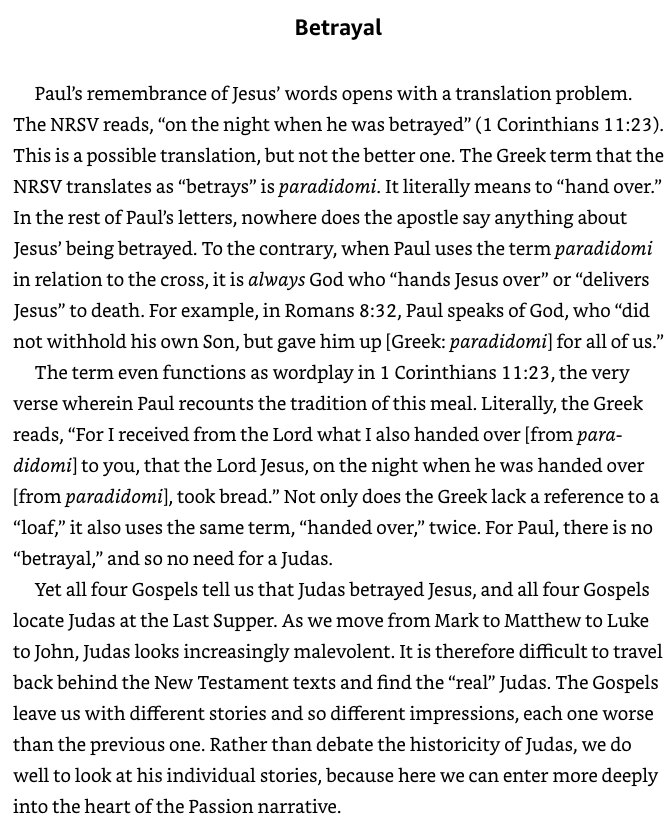 Betrayal
Paul’s remembrance of Jesus’ words opens with a translation problem.
The NRSV reads, “on the night when he was betrayed” (1 Corinthians 11:23).
This is a possible translation, but not the better one. The Greek term that the
NRSV translates as “betrays” is paradidomi. It literally means to “hand over.”
In the rest of Paul’s letters, nowhere does the apostle say anything about
Jesus’ being betrayed. To the contrary, when Paul uses the term paradidomi
in relation to the cross, it is always God who “hands Jesus over” or “delivers
Jesus” to death. For example, in Romans 8:32, Paul speaks of God, who “did
not withhold his own Son, but gave him up [Greek: paradidomi] for all of us.”
The term even functions as wordplay in 1 Corinthians 11:23, the very
verse wherein Paul recounts the tradition of this meal. Literally, the Greek
reads, “For I received from the Lord what I also handed over [from para-
didomi] to you, that the Lord Jesus, on the night when he was handed over
[from paradidomi], took bread.” Not only does the Greek lack a reference to a
“loaf,” it also uses the same term, “handed over,” twice. For Paul, there is no
“betrayal,” and so no need for a Judas.
Yet all four Gospels tell us that Judas betrayed Jesus, and all four Gospels
locate Judas at the Last Supper. As we move from Mark to Matthew to Luke
to John, Judas looks increasingly malevolent. It is therefore difficult to travel
back behind the New Testament texts and find the “real” Judas. The Gospels
leave us with different stories and so different impressions, each one worse
than the previous one. Rather than debate the historicity of Judas, we do
well to look at his individual stories, because here we can enter more deeply
into the heart of the Passion narrative.